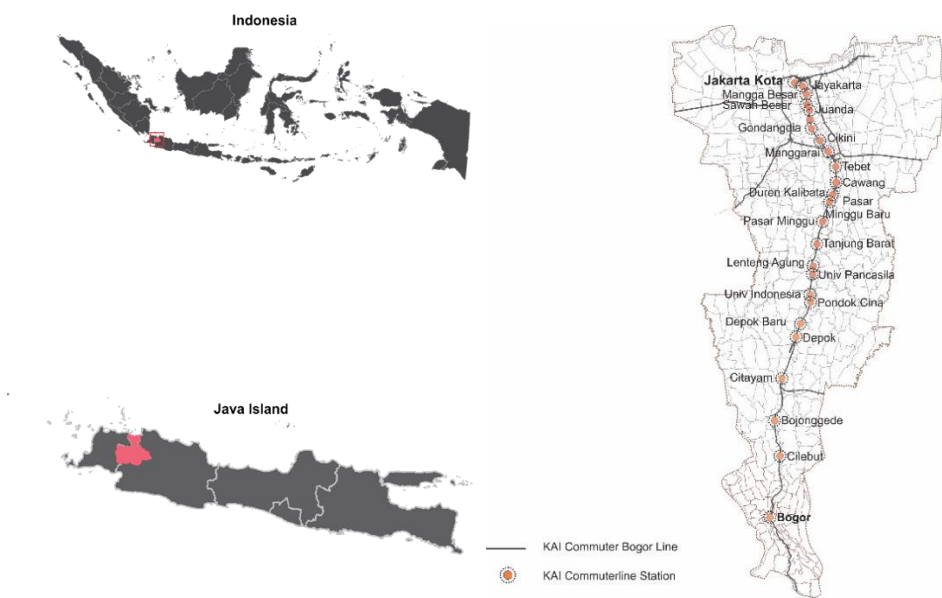 Indonesia
Java Island
Jakarta Kota
Jayakarta
Mangga Besar
Sawah Besar
Juanda
Gondangdia
Cikini
Manggarai
Tebet
Cawang
Duren Kalibata
Pasar
Minggu Baru
Pasar Minggu
Tanjung Barat
Lenteng Agung
Univ Pancasila
Univ Indonesia
Pondok Cina
Depok Baru
Depok
Citayam
Bojonggede
Cilebut
Bogor
KAI Commuter Bogor Line
KAI Commuterline Station